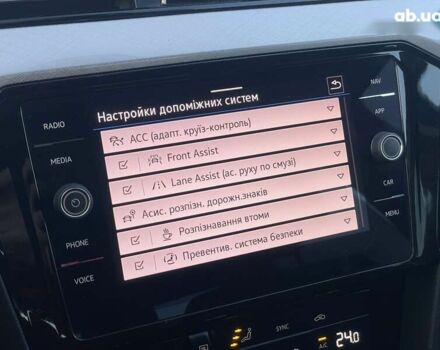 ab.ua
RADIO
MEDIA
PHONE
VOICE
Настройки допоміжних систем
ACC (адапт. круїз-контроль)
Front Assist
Lane Assist (ас. руху по смузі)
Асис. розпізн. дорожн.знаків
Розпізнавання втоми
Превентив. система безпеки
NAV
APP
CAR
MENU
SYNC
A/C
24.0